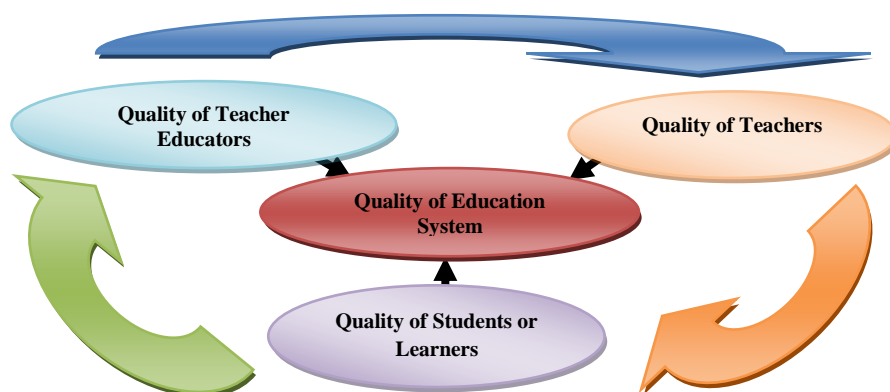 Quality of Teacher
Educators
Quality of Teachers
Quality of Education
System
Quality of Students or
Learners